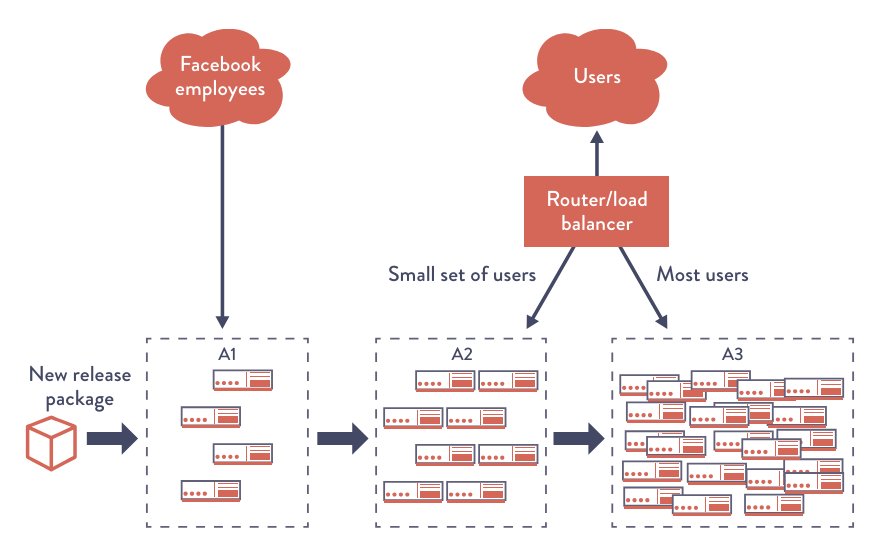 Facebook
employees
Users
Router/load
balancer
Small set of users
Most users
A1
A2
A3
New release
package